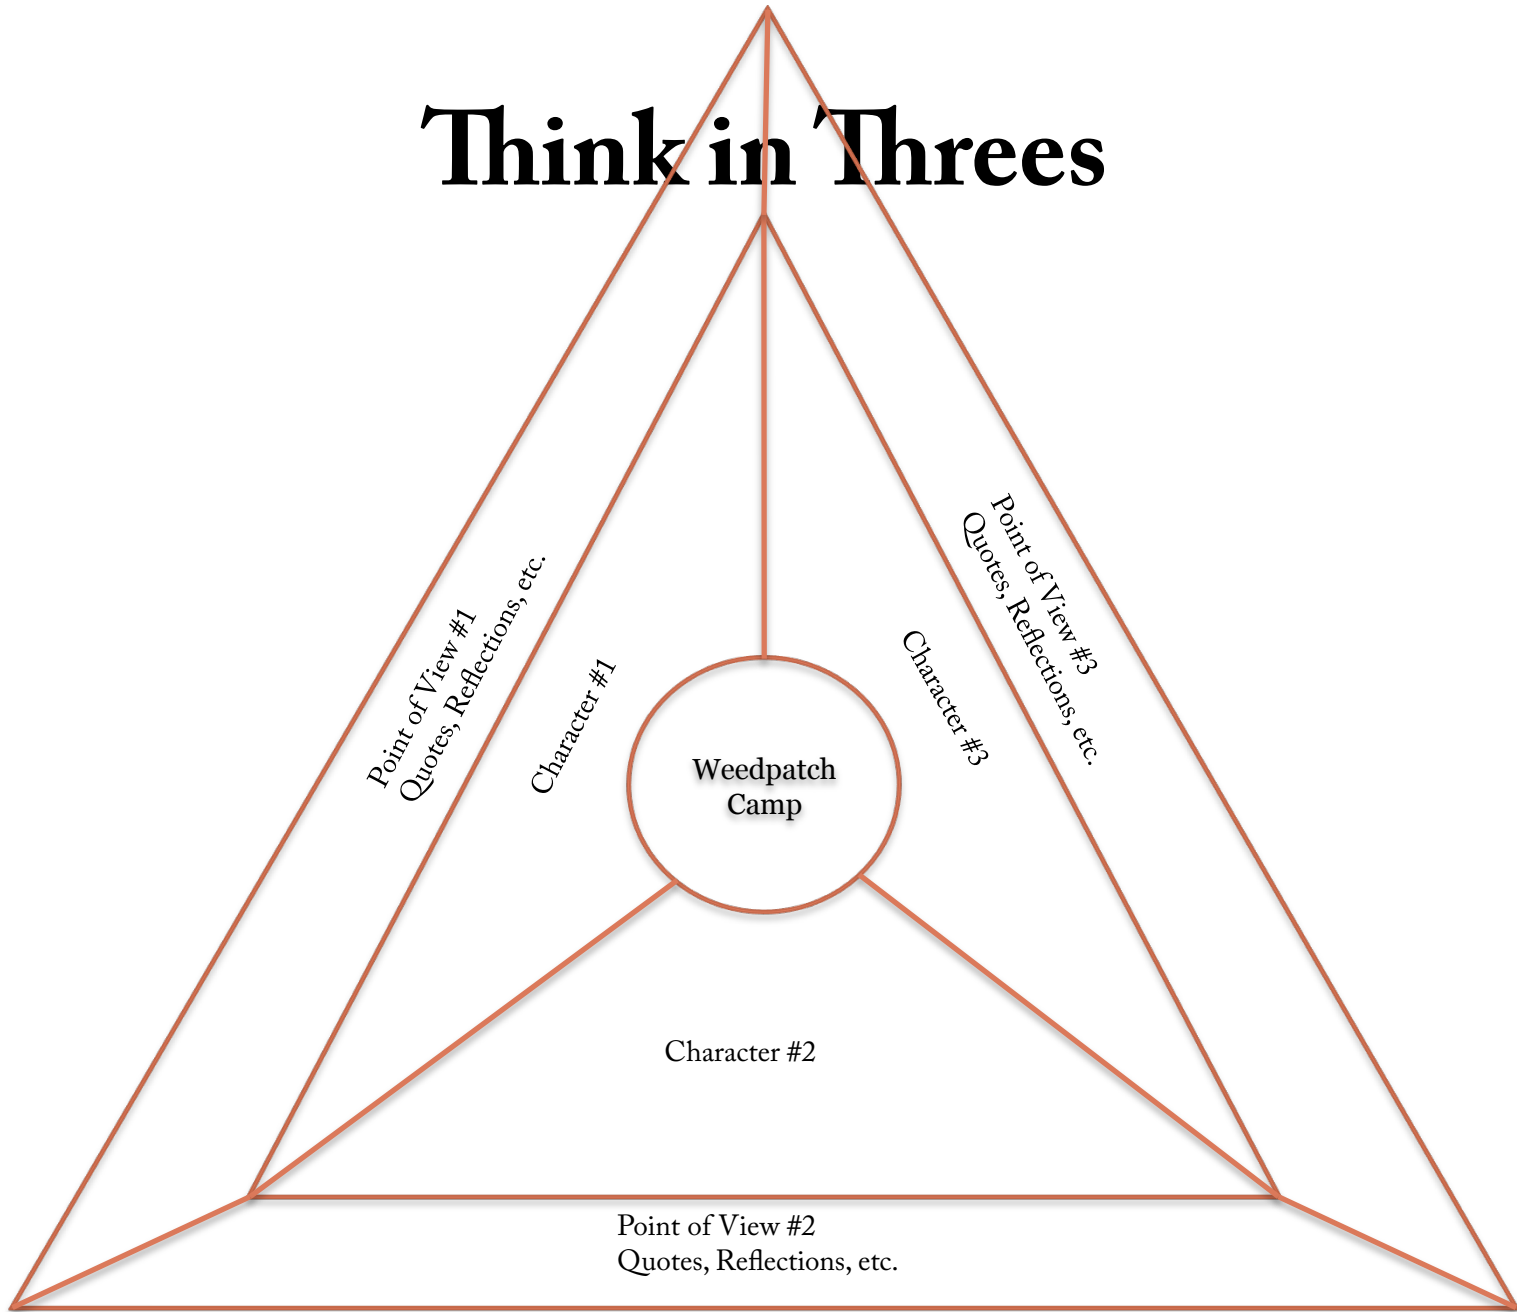 Think in Threes
Point of View #1
Quotes, Reflections, etc.
Character #1
Weedpatch
Camp
Character #3
Point of View #3
Quotes, Reflections, etc.
Character #2
Point of View #2
Quotes, Reflections, etc.